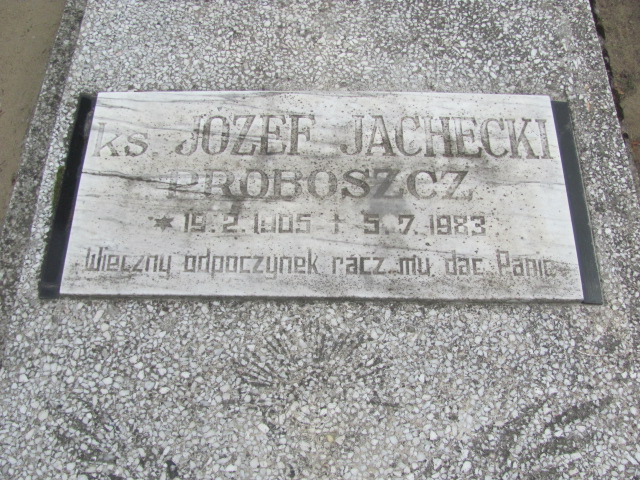 ks JÓZEF JACHECKI
PROBOSZCZ
* 19.2.1905 + 5.7.1983
Wieczny odpoczynek racz mu dać Panie